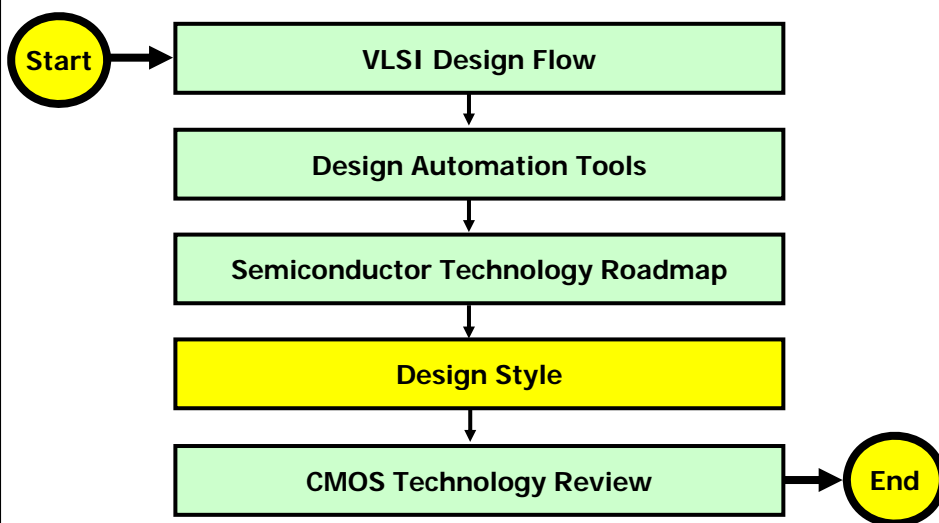 Start
VLSI Design Flow
Design Automation Tools
Semiconductor Technology Roadmap
Design Style
CMOS Technology Review
End